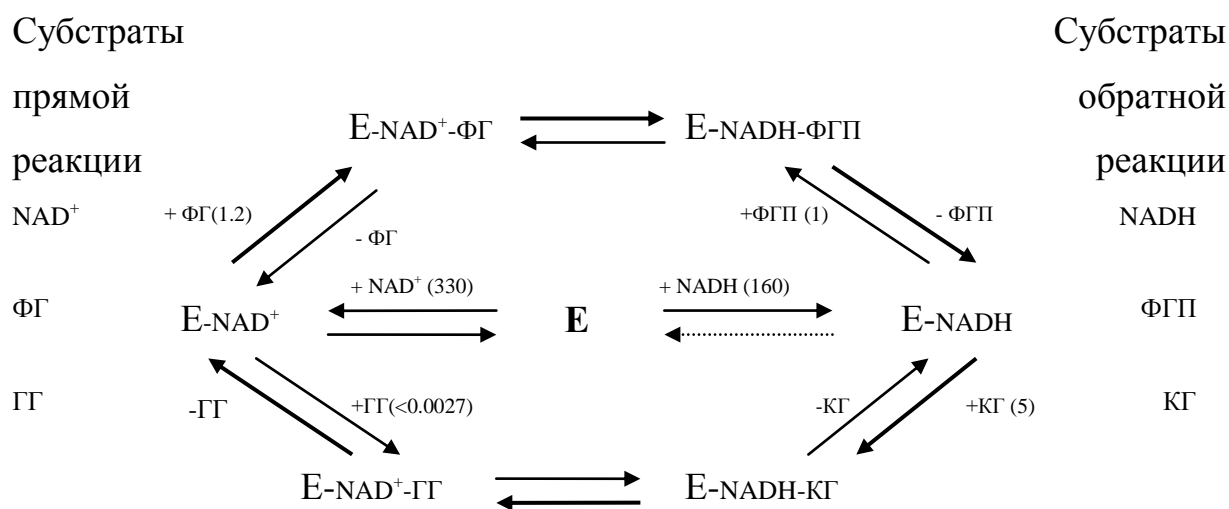 Субстраты
прямой
реакции
Субстраты
обратной
реакции
E-NAD⁺-ФГ
E-NADH-ФГП
NAD⁺
+ ФГ(1.2)
- ФГ
+ФГП (1)
- ФГП
NADH
ФГ
E-NAD⁺
+ NAD⁺ (330)
E
+ NADH (160)
E-NADH
ФГП
ГГ
-ГГ
+ГГ(<0.0027)
-КГ
+КГ (5)
КГ
E-NAD⁺-ГГ
E-NADH-КГ